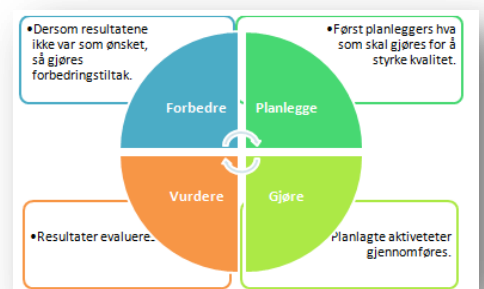 •Dersom resultatene
ikke var som ønsket,
så gjøres
forbedringstiltak.
•Først planleggers hva
som skal gjøres for å
styrke kvalitet.
Forbedre
Planlegge
Vurdere
Gjøre
•Resultater evaluere
Planlagte aktiveteter
gjennomføres.